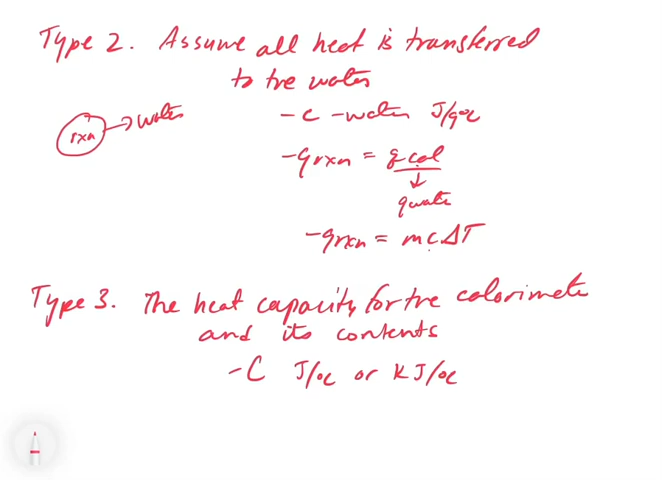 Type 2. Assume all heat is transferred
to the water
rxn → water
- c - water J/g°C
-qrxn = qcal
↓
qwater
-qrxn = mcΔT
Type 3. The heat capacity for the calorimeter
and its contents
- C J/°C or kJ/°C